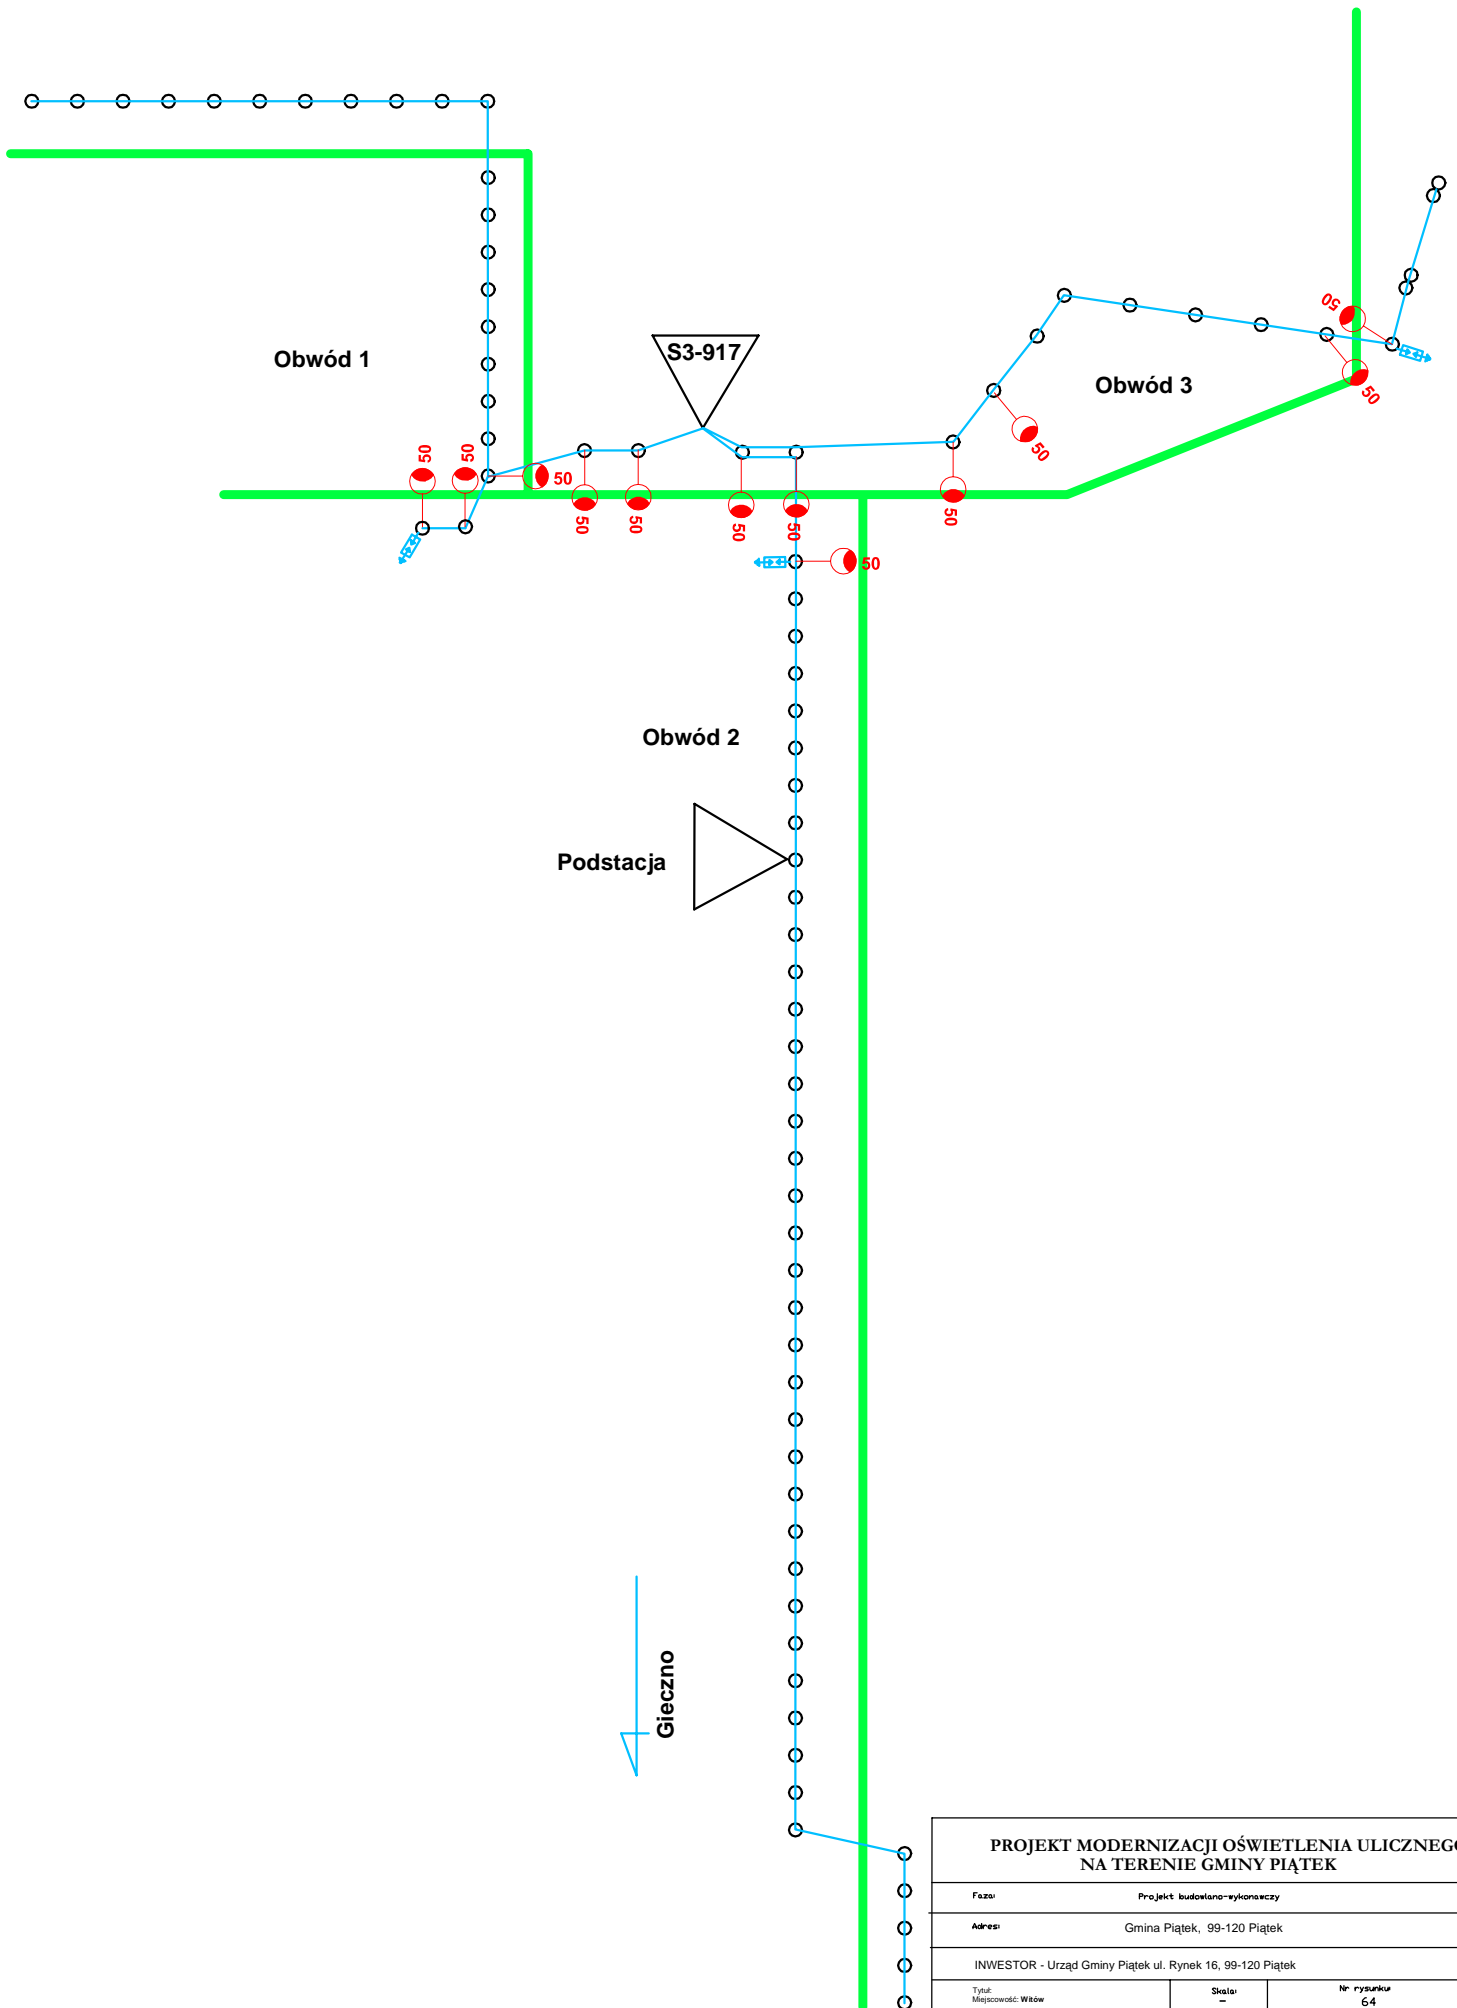 50
S3-917
Obwód 1
Obwód 3
50
50
50
50
50
50
50
50
50
50
50
50
Obwód 2
Podstacja
Gieczno
PROJEKT MODERNIZACJI OŚWIETLENIA ULICZNEGO
NA TERENIE GMINY PIĄTEK
Faza: Projekt budowlano-wykonawczy
Adres: Gmina Piątek, 99-120 Piątek
INWESTOR - Urząd Gminy Piątek ul. Rynek 16, 99-120 Piątek
Tytuł:
Miejscowość: Witów
Skala:
–
Nr rysunku:
64